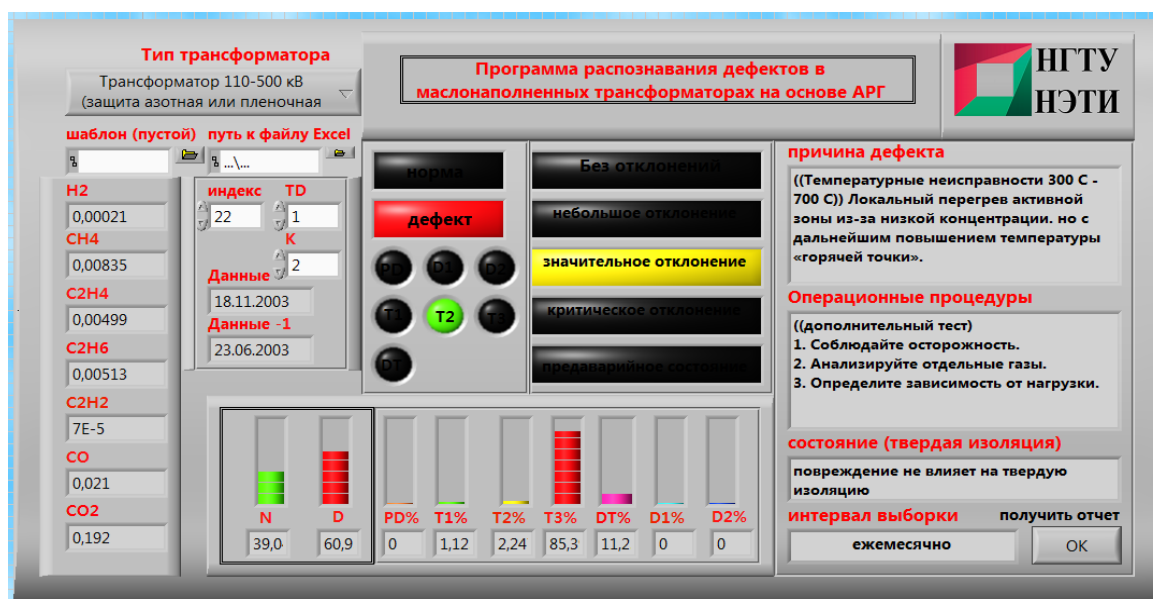 Тип трансформатора
Трансформатор 110-500 кВ
(защита азотная или пленочная
Программа распознавания дефектов в
маслонаполненных трансформаторах на основе АРГ
НГТУ
НЭТИ
шаблон (пустой)
путь к файлу Excel
...\...
H2
0,00021
CH4
0,00835
C2H4
0,00499
C2H6
0,00513
C2H2
7E-5
CO
0,021
CO2
0,192
индекс
TD
22
1
K
2
Данные
18.11.2003
Данные -1
23.06.2003
норма
дефект
PD
D1
D2
T1
T2
T3
DT
Без отклонений
небольшое отклонение
значительное отклонение
критическое отклонение
предаварийное состояние
причина дефекта
((Температурные неисправности 300 C -
700 C)) Локальный перегрев активной
зоны из-за низкой концентрации. но с
дальнейшим повышением температуры
«горячей точки».
Операционные процедуры
((дополнительный тест)
1. Соблюдайте осторожность.
2. Анализируйте отдельные газы.
3. Определите зависимость от нагрузки.
состояние (твердая изоляция)
повреждение не влияет на твердую
изоляцию
интервал выборки
получить отчет
ежемесячно
OK
N
D
PD%
T1%
T2%
T3%
DT%
D1%
D2%
39,0
60,9
0
1,12
2,24
85,3
11,2
0
0